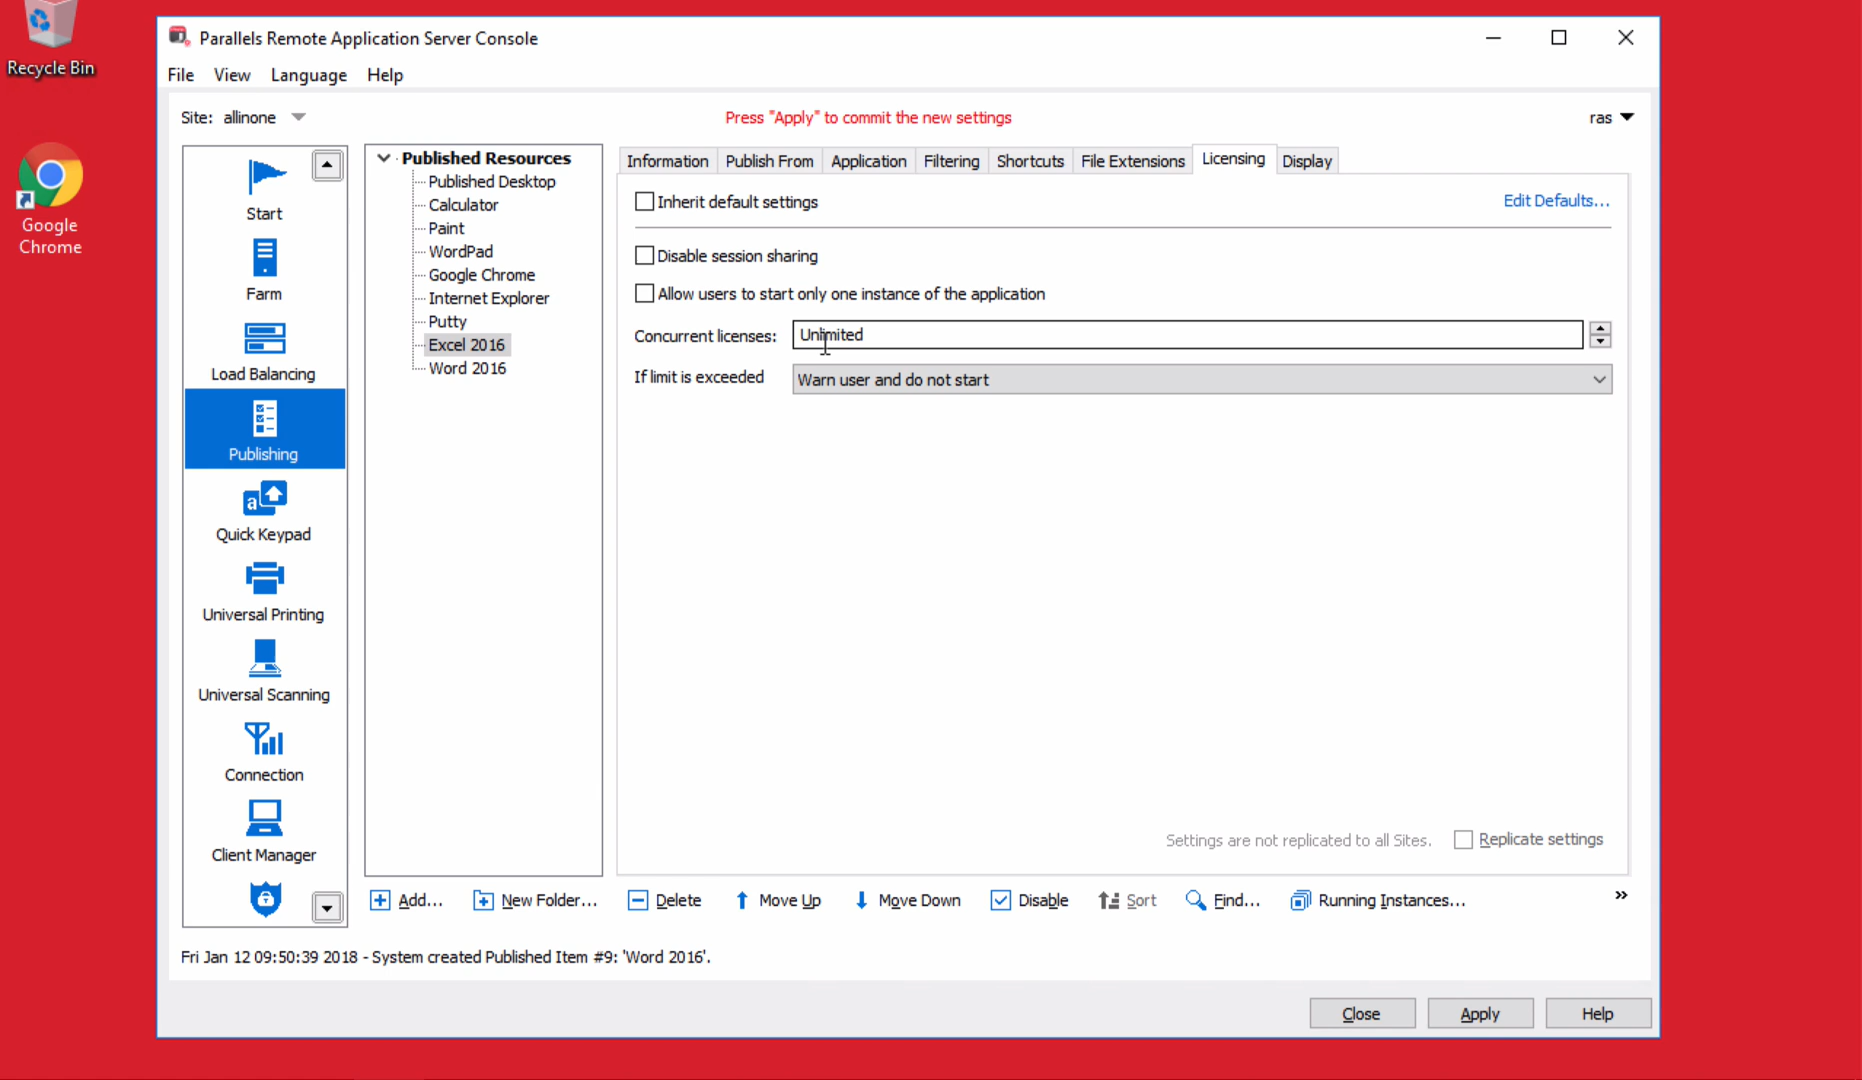 Recycle Bin
Google
Chrome
Parallels Remote Application Server Console
File View Language Help
Site: allinone
Press "Apply" to commit the new settings
ras
Start
Farm
Load Balancing
Publishing
Quick Keypad
Universal Printing
Universal Scanning
Connection
Client Manager
Published Resources
Published Desktop
Calculator
Paint
WordPad
Google Chrome
Internet Explorer
Putty
Excel 2016
Word 2016
Information Publish From Application Filtering Shortcuts File Extensions Licensing Display
Inherit default settings
Edit Defaults...
Disable session sharing
Allow users to start only one instance of the application
Concurrent licenses: Unlimited
If limit is exceeded Warn user and do not start
Settings are not replicated to all Sites. Replicate settings
Add... New Folder... Delete Move Up Move Down Disable Sort Find... Running Instances... »
Fri Jan 12 09:50:39 2018 - System created Published Item #9: 'Word 2016'.
Close Apply Help